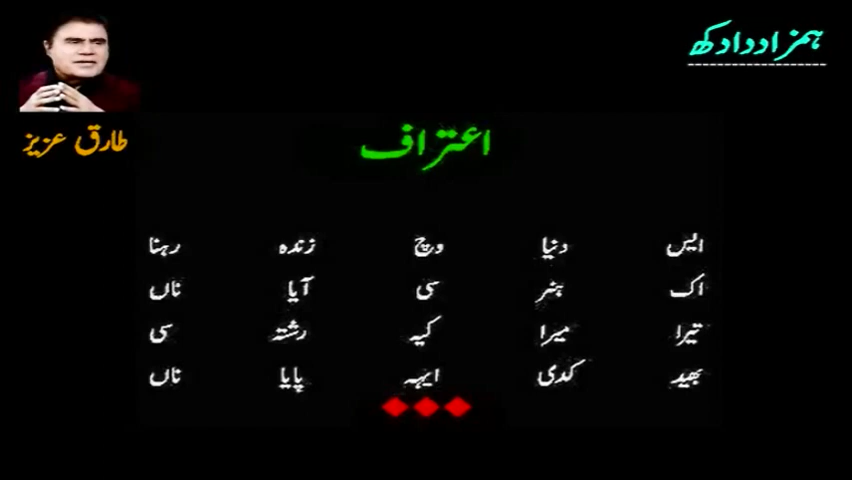 ہمزاد دا دکھ
طارق عزیز
اعتراف
ایس دنیا وچ زندہ رہنا
اک ہنر سی آیا ناں
تیرا میرا کیہ رشتہ سی
بھید کدی ایہہ پایا ناں